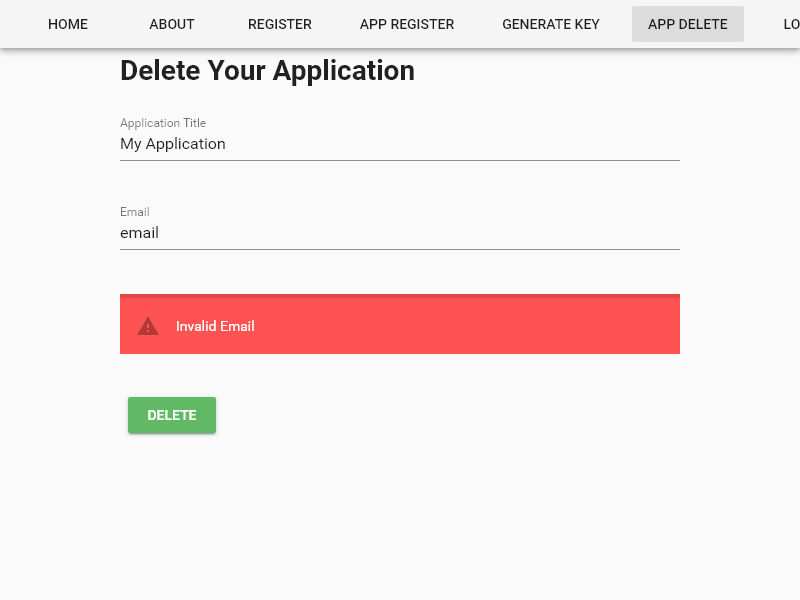 HOME ABOUT REGISTER APP REGISTER GENERATE KEY APP DELETE LO
Delete Your Application
Application Title
My Application
Email
email
Invalid Email
DELETE